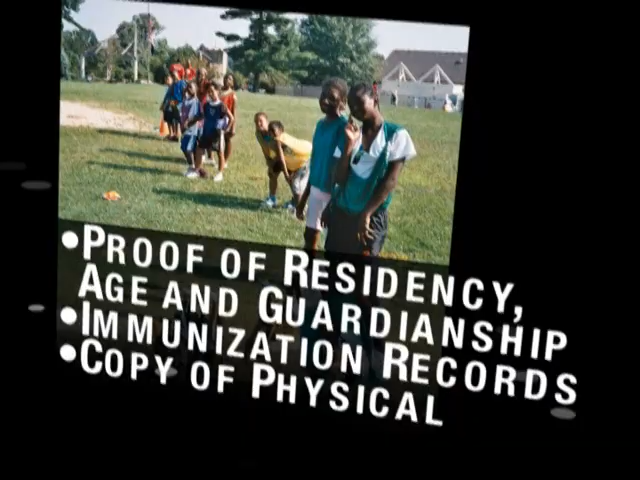 •PROOF OF RESIDENCY,
AGE AND GUARDIANSHIP
•IMMUNIZATION RECORDS
•COPY OF PHYSICAL